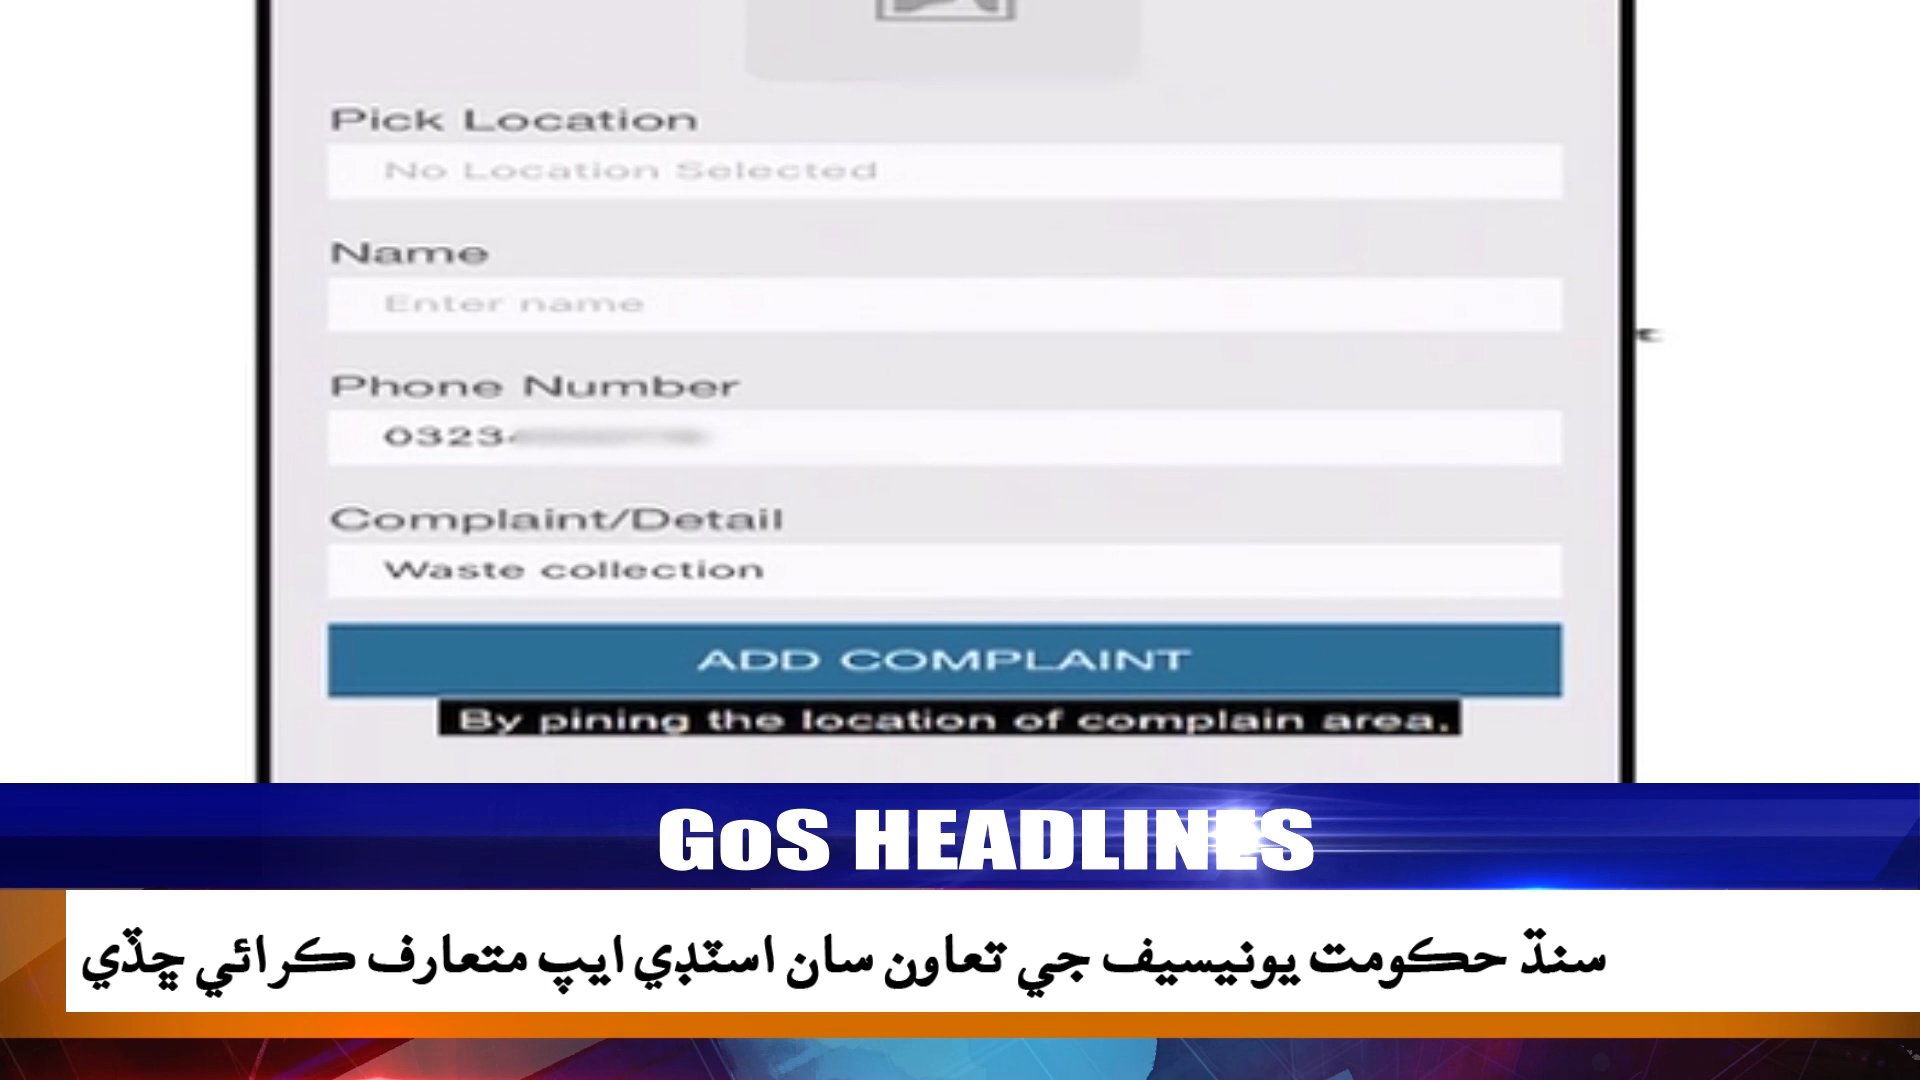 Pick Location
No Location Selected
Name
Enter name
Phone Number
0323
Complaint/Detail
Waste collection
ADD COMPLAINT
By pining the location of complain area.
GoS HEADLINES
سنڌ حڪومت يونيسيف جي تعاون سان اسٽڊي ايپ متعارف ڪرائي ڇڏي